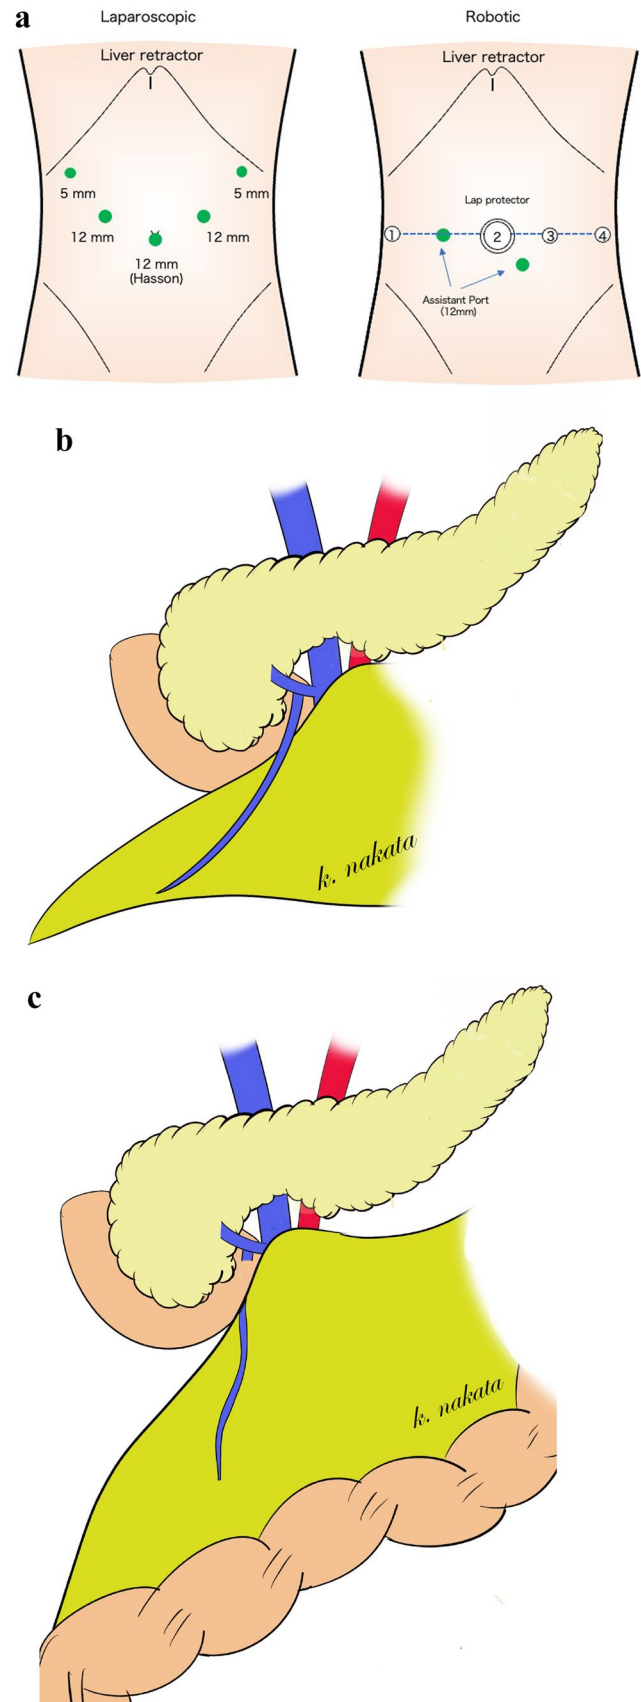 a
Laparoscopic
Robotic
Liver retractor
5 mm
5 mm
12 mm
12 mm
12 mm
(Hasson)
Liver retractor
Lap protector
1
2
3
4
Assistant Port
(12mm)
b
k. nakata
c
k. nakata